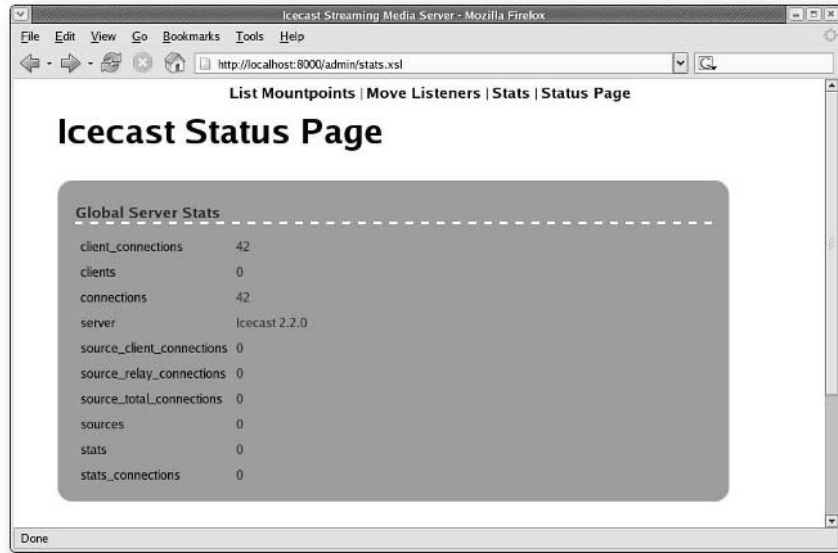 Icecast Streaming Media Server - Mozilla Firefox
File Edit View Go Bookmarks Tools Help
http://localhost:8000/admin/stats.xsl
List Mountpoints | Move Listeners | Stats | Status Page
Icecast Status Page
Global Server Stats
client_connections 42
clients 0
connections 42
server Icecast 2.2.0
source_client_connections 0
source_relay_connections 0
source_total_connections 0
sources 0
stats 0
stats_connections 0
Done